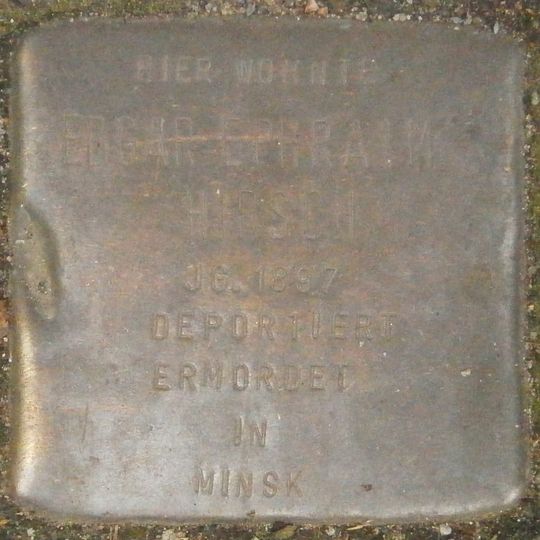 HIER WOHNTE
EDGAR EPHRAIM
HIRSCH
JG. 1897
DEPORTIERT
ERMORDET
IN
MINSK